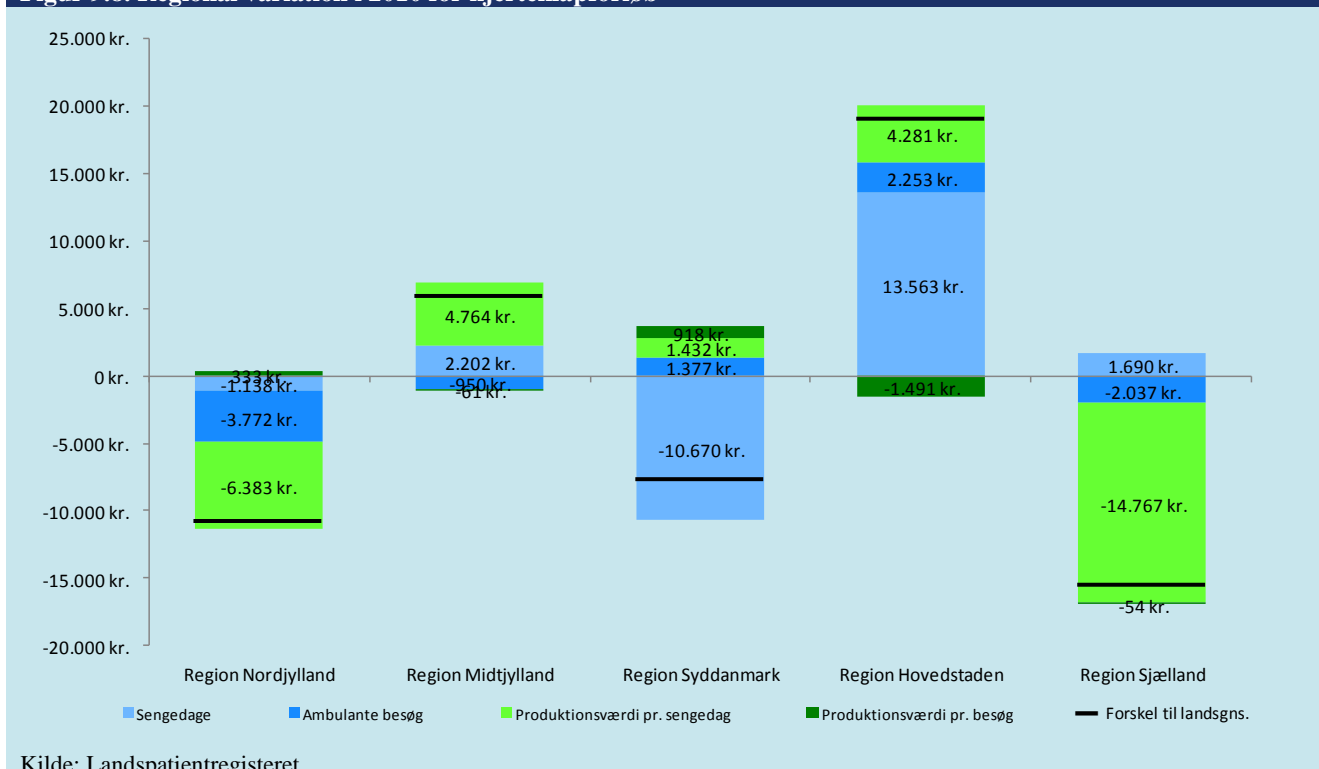 25.000 kr.
20.000 kr.
15.000 kr.
10.000 kr.
5.000 kr.
0 kr.
-5.000 kr.
-10.000 kr.
-15.000 kr.
-20.000 kr.
333 kr.
-1.138 kr.
-3.772 kr.
-6.383 kr.
4.764 kr.
2.202 kr.
-950 kr.
-61 kr.
918 kr.
1.432 kr.
1.377 kr.
-10.670 kr.
4.281 kr.
2.253 kr.
13.563 kr.
-1.491 kr.
1.690 kr.
-2.037 kr.
-14.767 kr.
-54 kr.
Region Nordjylland Region Midtjylland Region Syddanmark Region Hovedstaden Region Sjælland
Sengedage Ambulante besøg Produktionsværdi pr. sengedag Produktionsværdi pr. besøg Forskel til landsgns.
Kilde: Landspatientregisteret